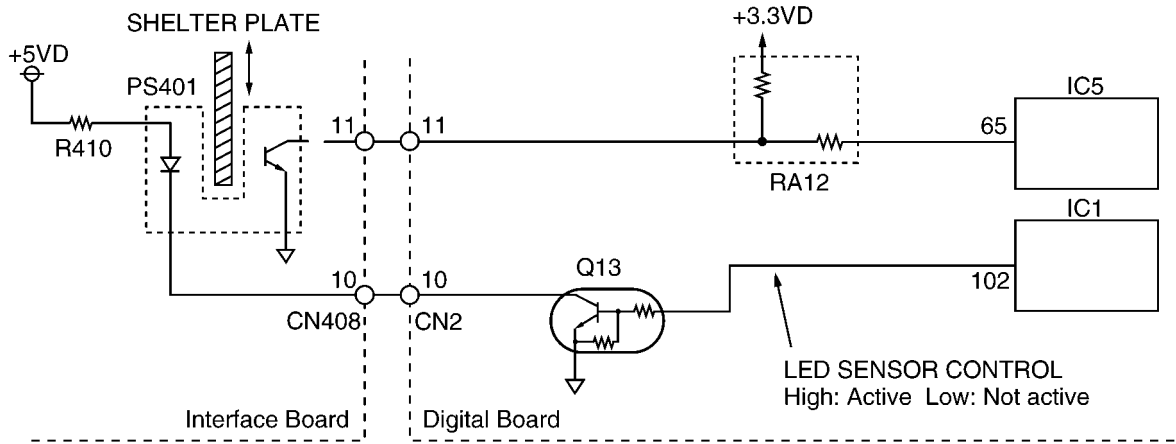 SHELTER PLATE
+3.3VD
+5VD
PS401
IC5
R410
11
11
65
RA12
IC1
Q13
10
10
102
CN408
CN2
LED SENSOR CONTROL
High: Active Low: Not active
Interface Board
Digital Board